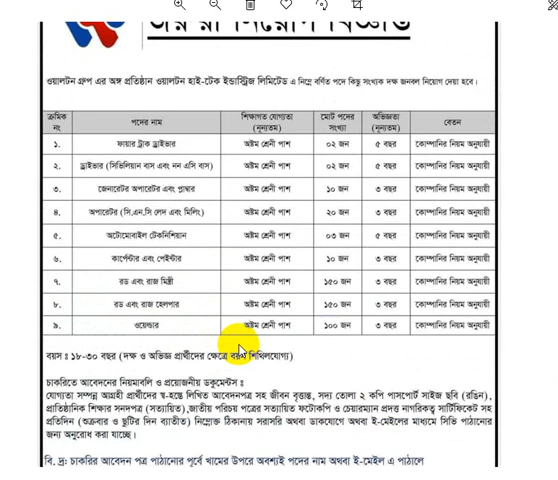 জরুরী নিয়োগ বিজ্ঞপ্তি
ওয়ালটন গ্রুপ এর অঙ্গ প্রতিষ্ঠান ওয়ালটন হাই-টেক ইন্ডাস্ট্রিজ লিমিটেড এ নিম্নে বর্ণিত পদে কিছু সংখ্যক দক্ষ জনবল নিয়োগ দেয়া হবে।
ক্রমিক নং পদের নাম শিক্ষাগত যোগ্যতা (নূন্যতম) মোট পদের সংখ্যা অভিজ্ঞতা (নূন্যতম) বেতন
১. ফায়ার ট্রাক ড্রাইভার অষ্টম শ্রেনী পাশ ০২ জন ৫ বছর কোম্পানির নিয়ম অনুযায়ী
২. ড্রাইভার (সিভিলিয়ান বাস এবং নন এসি বাস) অষ্টম শ্রেনী পাশ ০২ জন ৫ বছর কোম্পানির নিয়ম অনুযায়ী
৩. জেনারেটর অপারেটর এবং প্লাম্বার অষ্টম শ্রেনী পাশ ১০ জন ৩ বছর কোম্পানির নিয়ম অনুযায়ী
৪. অপারেটর (সি.এন.সি লেদ এবং মিলিং) অষ্টম শ্রেনী পাশ ২০ জন ৩ বছর কোম্পানির নিয়ম অনুযায়ী
৫. অটোমোবাইল টেকনিশিয়ান অষ্টম শ্রেনী পাশ ০৩ জন ৫ বছর কোম্পানির নিয়ম অনুযায়ী
৬. কার্পেন্টার এবং পেইন্টার অষ্টম শ্রেনী পাশ ১০ জন ৩ বছর কোম্পানির নিয়ম অনুযায়ী
৭. রড এবং রাজ মিস্ত্রী অষ্টম শ্রেনী পাশ ১৫০ জন ৩ বছর কোম্পানির নিয়ম অনুযায়ী
৮. রড এবং রাজ হেলপার অষ্টম শ্রেনী পাশ ১৫০ জন ৩ বছর কোম্পানির নিয়ম অনুযায়ী
৯. ওয়েল্ডার অষ্টম শ্রেনী পাশ ১০০ জন ৩ বছর কোম্পানির নিয়ম অনুযায়ী
বয়স ঃ ১৮-৩০ বছর (দক্ষ ও অভিজ্ঞ প্রার্থীদের ক্ষেত্রে বয়স শিথিলযোগ্য)
চাকরিতে আবেদনের নিয়মাবলি ও প্রয়োজনীয় ডকুমেন্টস ঃ
যোগ্যতা সম্পন্ন আগ্রহী প্রার্থীদের স্ব-হস্তে লিখিত আবেদনপত্র সহ জীবন বৃত্তান্ত, সদ্য তোলা ২ কপি পাসপোর্ট সাইজ ছবি (রঙিন),
প্রাতিষ্ঠানিক শিক্ষার সনদপত্র (সত্যায়িত),জাতীয় পরিচয় পত্রের সত্যায়িত ফটোকপি ও চেয়ারম্যান প্রদত্ত নাগরিকত্ব সার্টিফিকেট সহ
প্রতিদিন (শুক্রবার ও ছুটির দিন ব্যাতীত) নিম্নোক্ত ঠিকানায় সরাসরি অথবা ডাকযোগে অথবা ই-মেইলের মাধ্যমে সিভি পাঠানোর
জন্য অনুরোধ করা যাচ্ছে।
বি. দ্র: চাকরির আবেদন পত্র পাঠানোর পূর্বে খামের উপরে অবশ্যই পদের নাম অথবা ই-মেইল এ পাঠালে